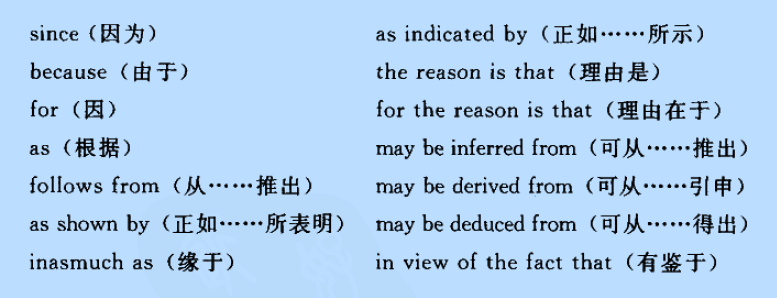 since（因为）
because（由于）
for（因）
as（根据）
follows from（从……推出）
as shown by（正如……所表明）
inasmuch as（缘于）
as indicated by（正如……所示）
the reason is that（理由是）
for the reason is that（理由在于）
may be inferred from（可从……推出）
may be derived from（可从……引申）
may be deduced from（可从……得出）
in view of the fact that（有鉴于）